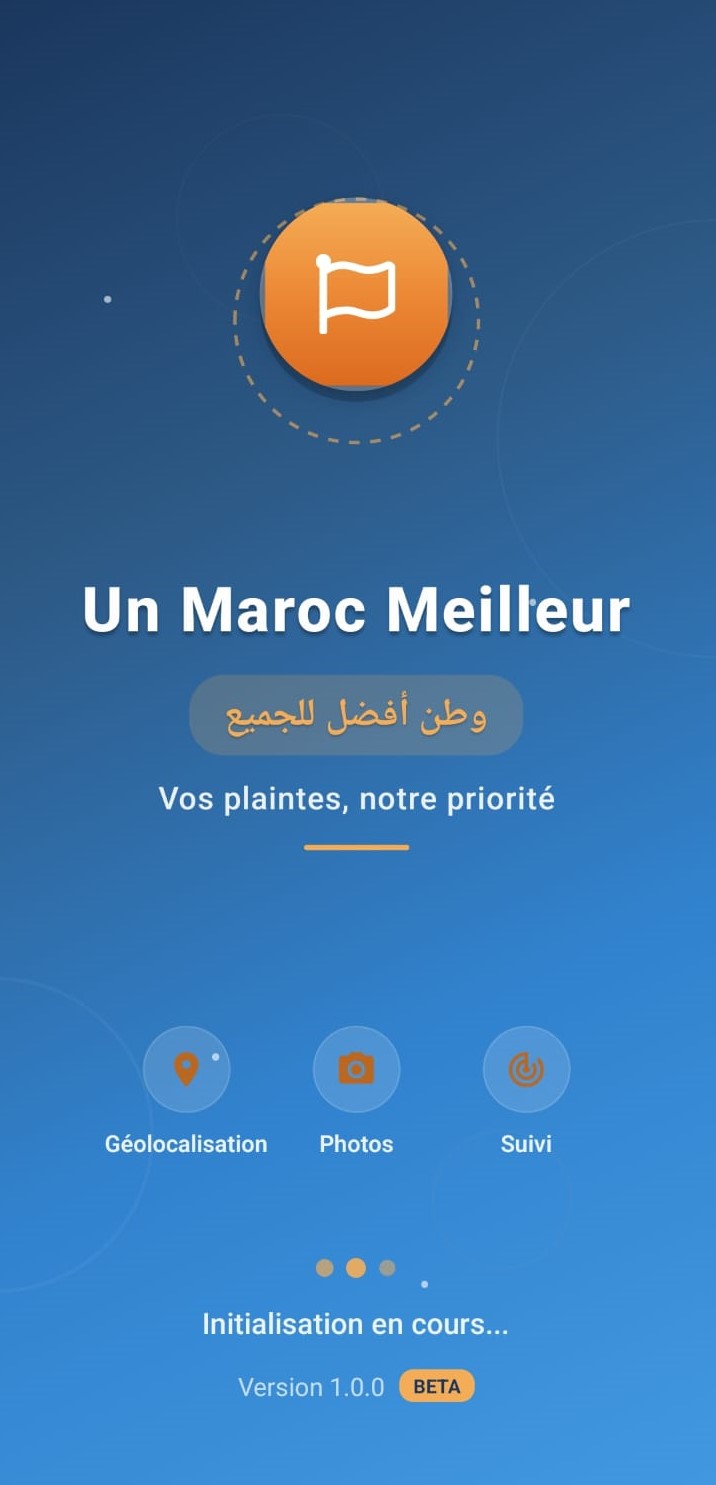 Un Maroc Meilleur
وطن أفضل للجميع
Vos plaintes, notre priorité
Géolocalisation Photos Suivi
Initialisation en cours...
Version 1.0.0 BETA